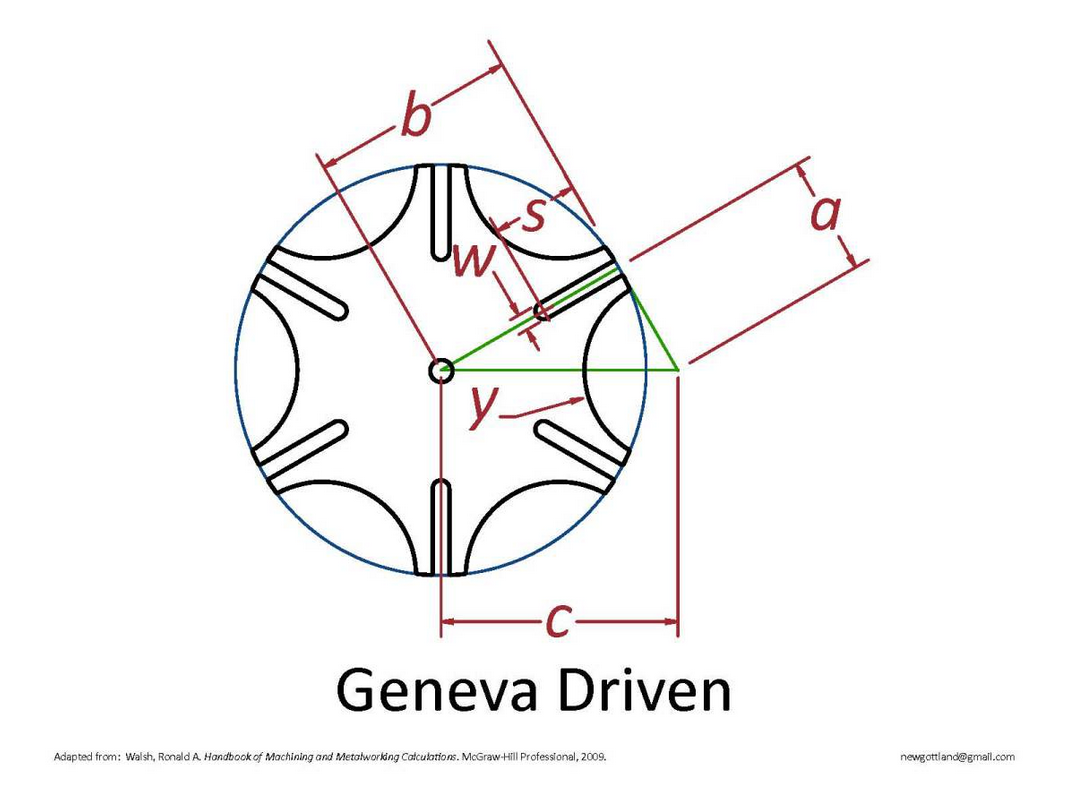 b
s
a
w
y
c
Geneva Driven
Adapted from: Walsh, Ronald A. Handbook of Machining and Metalworking Calculations. McGraw-Hill Professional, 2009.
newgottland@gmail.com